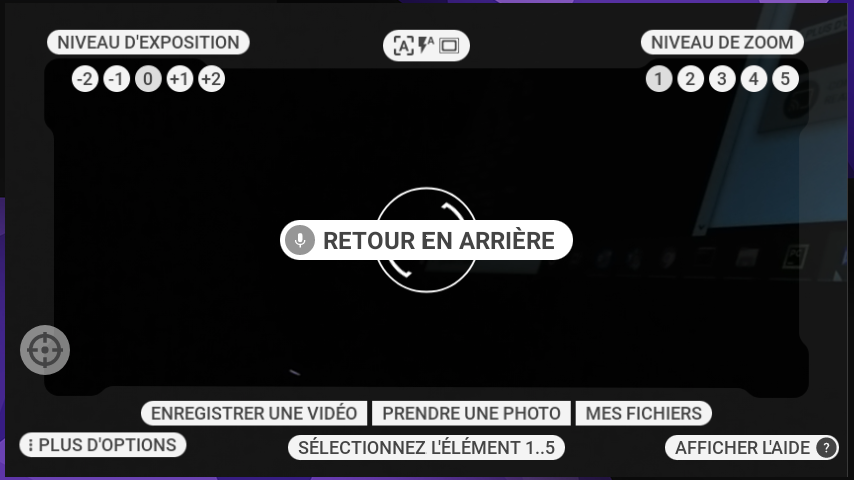 NIVEAU D'EXPOSITION
A A
NIVEAU DE ZOOM
-2 -1 0 +1 +2
1 2 3 4 5
RETOUR EN ARRIÈRE
ENREGISTRER UNE VIDÉO PRENDRE UNE PHOTO MES FICHIERS
PLUS D'OPTIONS
SÉLECTIONNEZ L'ÉLÉMENT 1..5
AFFICHER L'AIDE ?